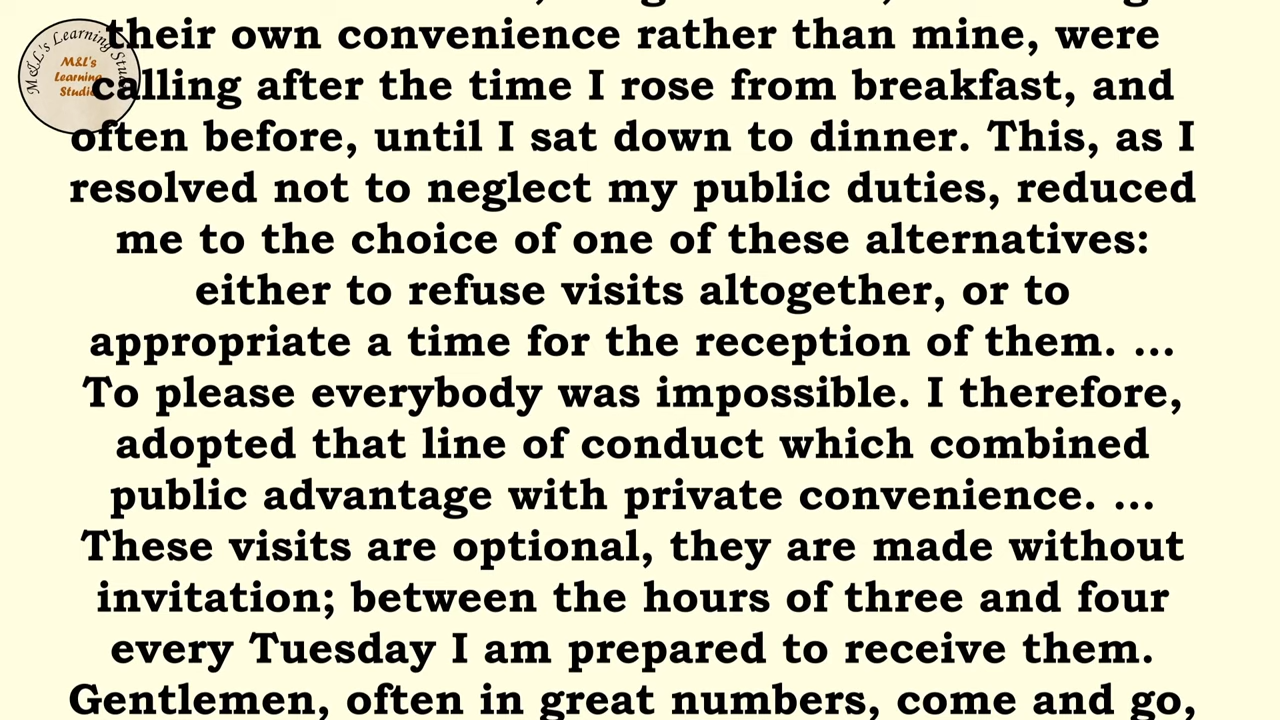 M&L's Learning Studio
M&L's
Learning
Studio
their own convenience rather than mine, were
calling after the time I rose from breakfast, and
often before, until I sat down to dinner. This, as I
resolved not to neglect my public duties, reduced
me to the choice of one of these alternatives:
either to refuse visits altogether, or to
appropriate a time for the reception of them. ...
To please everybody was impossible. I therefore,
adopted that line of conduct which combined
public advantage with private convenience. ...
These visits are optional, they are made without
invitation; between the hours of three and four
every Tuesday I am prepared to receive them.
Gentlemen, often in great numbers, come and go,